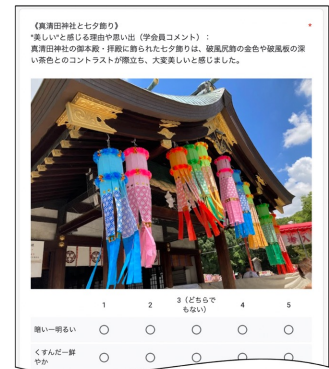 《真清田神社と七夕飾り》 *
"美しい"と感じる理由や思い出（学会員コメント）：
真清田神社の御本殿・拝殿に飾られた七夕飾りは、破風尻飾の金色や破風板の深
い茶色とのコントラストが際立ち、大変美しいと感じました。
1 2 3（どちらで 4 5
もない）
暗いー明るい
くすんだー鮮
やか